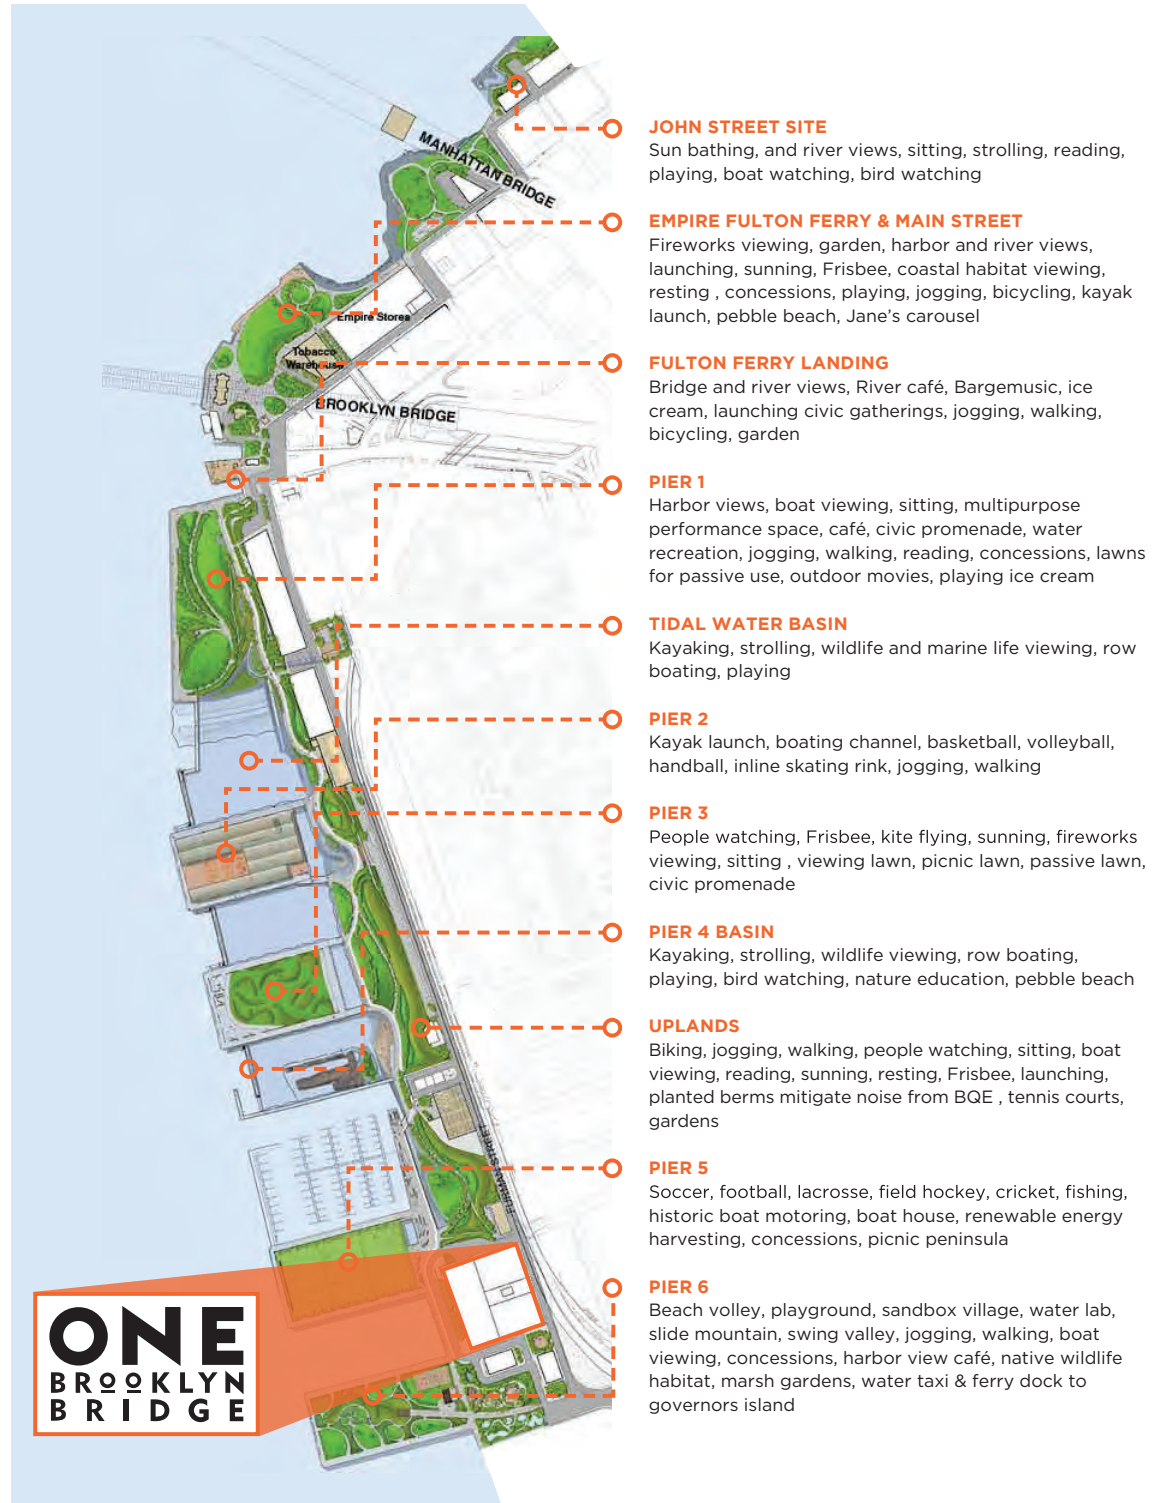 MANHATTAN BRIDGE
Empire Stores
Tobacco
Warehouse
BROOKLYN BRIDGE
FURMAN STREET
ONE
BROOKLYN
BRIDGE
JOHN STREET SITE
Sun bathing, and river views, sitting, strolling, reading,
playing, boat watching, bird watching
EMPIRE FULTON FERRY & MAIN STREET
Fireworks viewing, garden, harbor and river views,
launching, sunning, Frisbee, coastal habitat viewing,
resting , concessions, playing, jogging, bicycling, kayak
launch, pebble beach, Jane’s carousel
FULTON FERRY LANDING
Bridge and river views, River café, Bargemusic, ice
cream, launching civic gatherings, jogging, walking,
bicycling, garden
PIER 1
Harbor views, boat viewing, sitting, multipurpose
performance space, café, civic promenade, water
recreation, jogging, walking, reading, concessions, lawns
for passive use, outdoor movies, playing ice cream
TIDAL WATER BASIN
Kayaking, strolling, wildlife and marine life viewing, row
boating, playing
PIER 2
Kayak launch, boating channel, basketball, volleyball,
handball, inline skating rink, jogging, walking
PIER 3
People watching, Frisbee, kite flying, sunning, fireworks
viewing, sitting , viewing lawn, picnic lawn, passive lawn,
civic promenade
PIER 4 BASIN
Kayaking, strolling, wildlife viewing, row boating,
playing, bird watching, nature education, pebble beach
UPLANDS
Biking, jogging, walking, people watching, sitting, boat
viewing, reading, sunning, resting, Frisbee, launching,
planted berms mitigate noise from BQE , tennis courts,
gardens
PIER 5
Soccer, football, lacrosse, field hockey, cricket, fishing,
historic boat motoring, boat house, renewable energy
harvesting, concessions, picnic peninsula
PIER 6
Beach volley, playground, sandbox village, water lab,
slide mountain, swing valley, jogging, walking, boat
viewing, concessions, harbor view café, native wildlife
habitat, marsh gardens, water taxi & ferry dock to
governors island